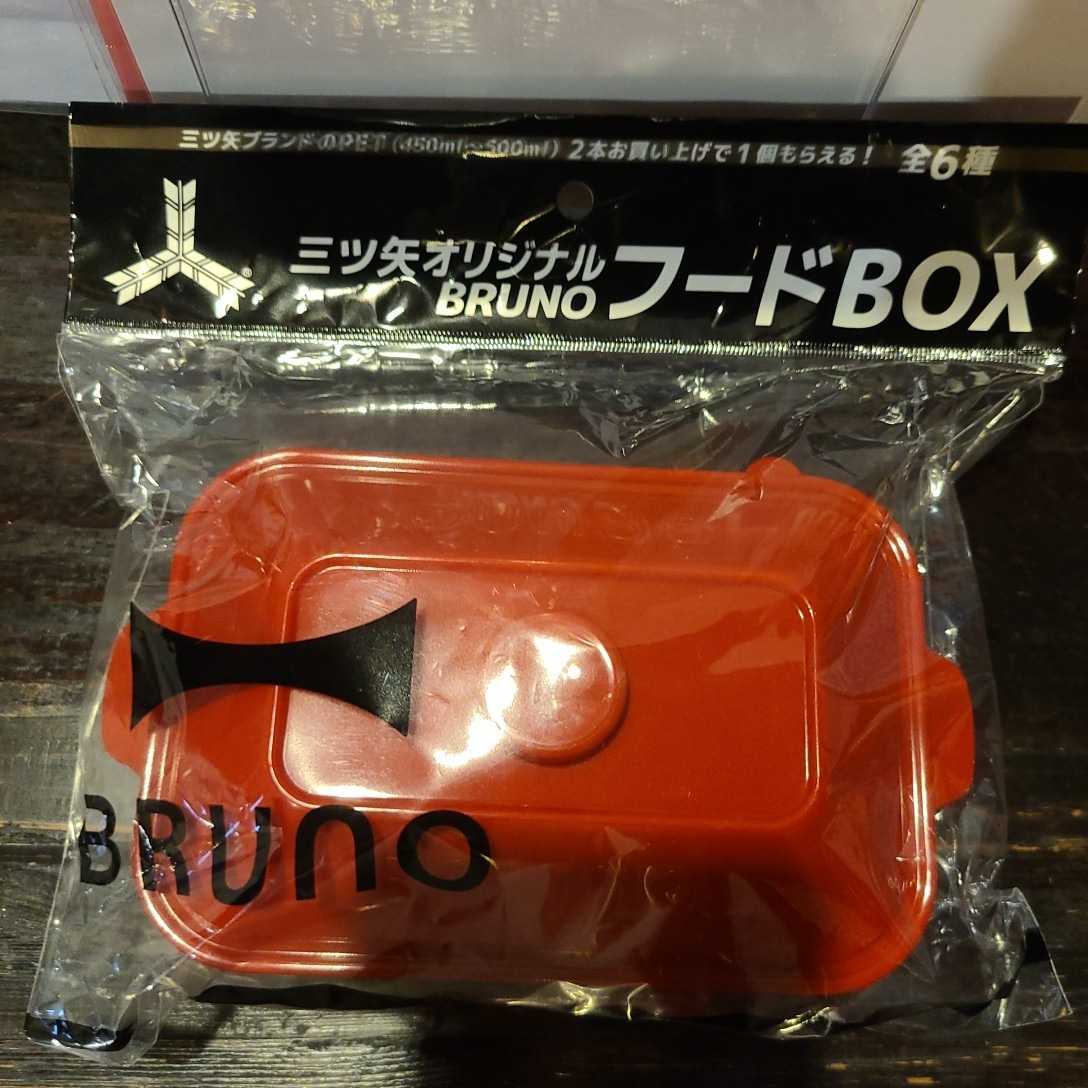 三ツ矢ブランドのPET（450ml～500ml）2本お買い上げで1個もらえる！ 全6種
三ツ矢オリジナル
BRUNO
フードBOX
®
BRUNO